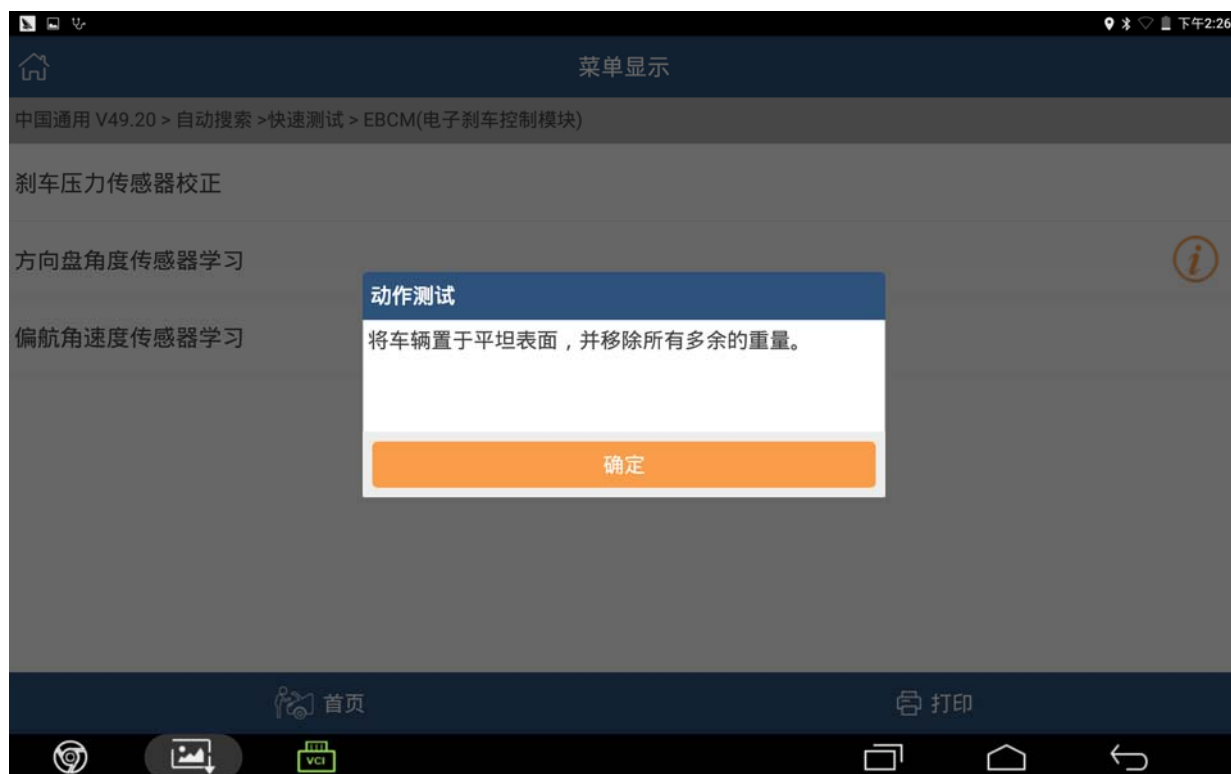 下午2:26
菜单显示
中国通用 V49.20 > 自动搜索 >快速测试 > EBCM(电子刹车控制模块)
刹车压力传感器校正
方向盘角度传感器学习
i
偏航角速度传感器学习
动作测试
将车辆置于平坦表面，并移除所有多余的重量。
确定
首页
打印
VCI